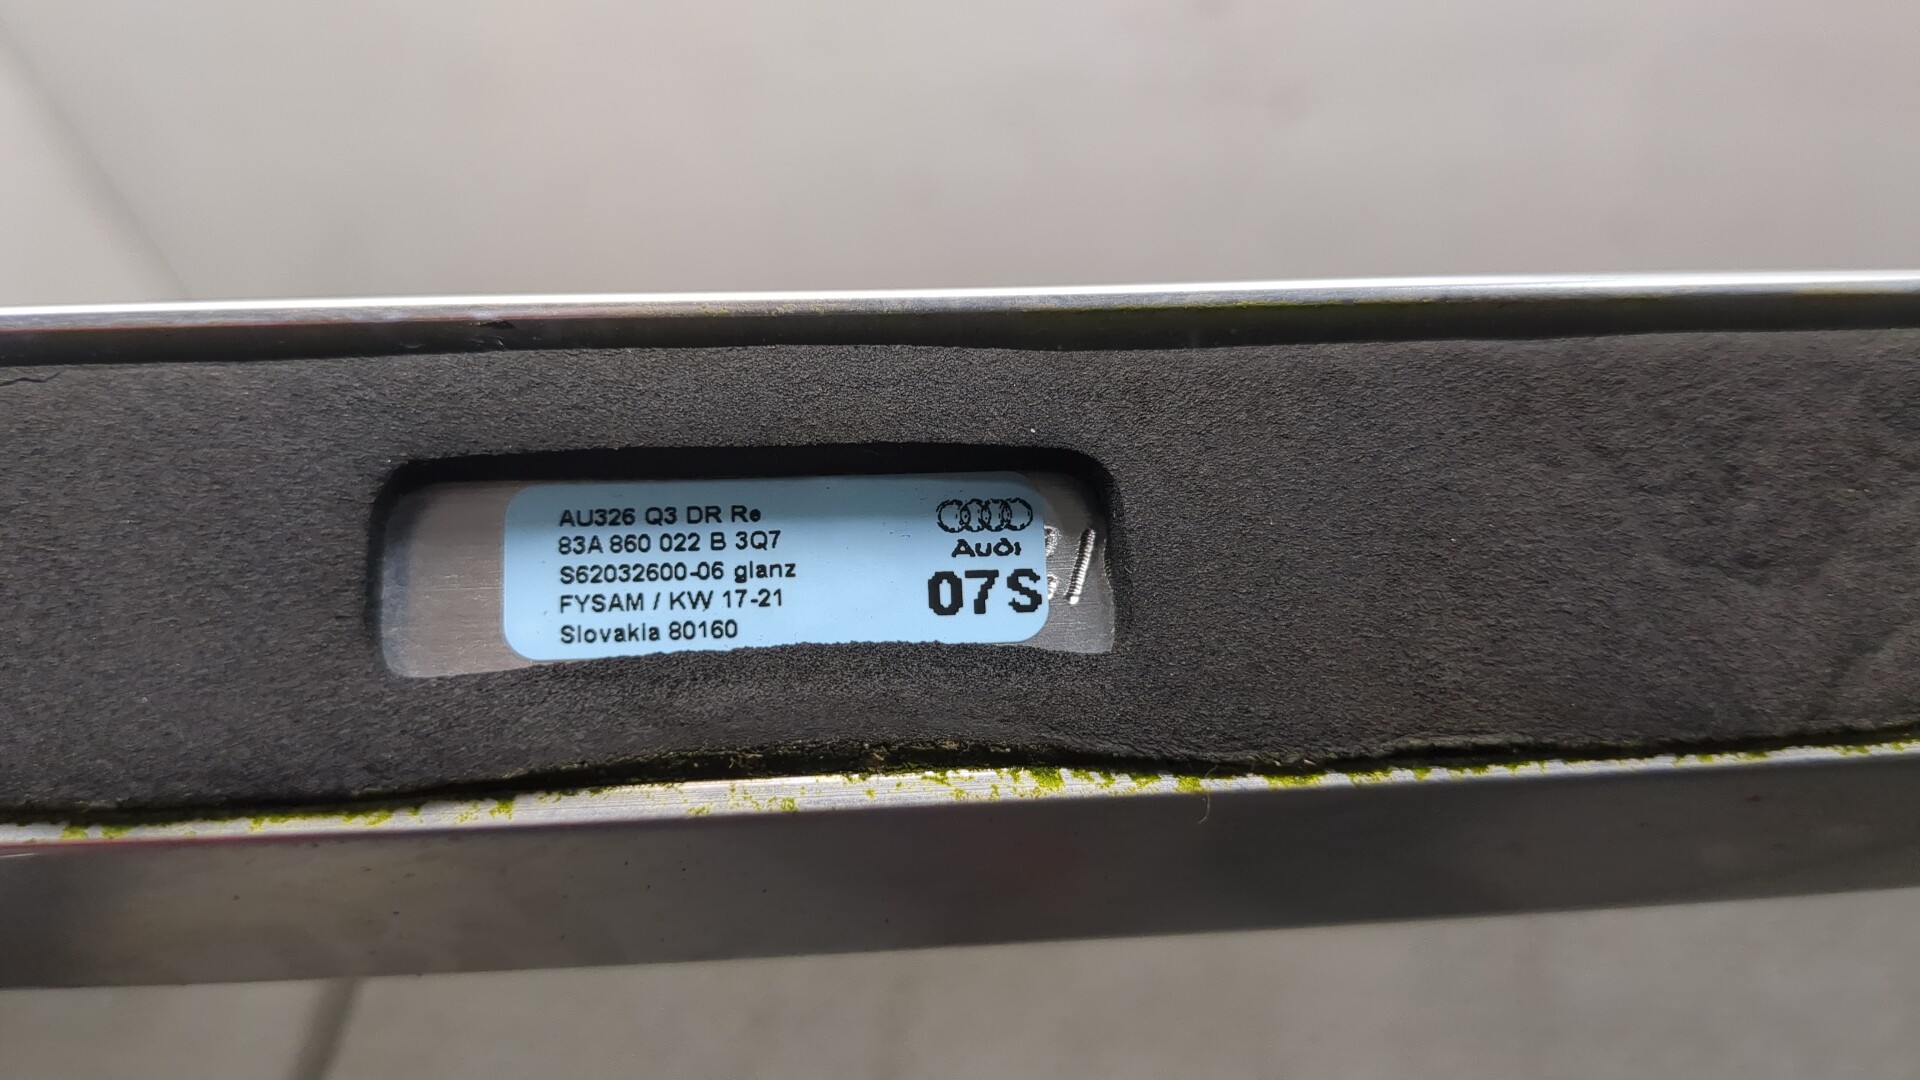 AU326 Q3 DR Re
83A 860 022 B 3Q7
S62032600-06 glanz
FYSAM / KW 17-21
Slovakia 80160
Audi
07S